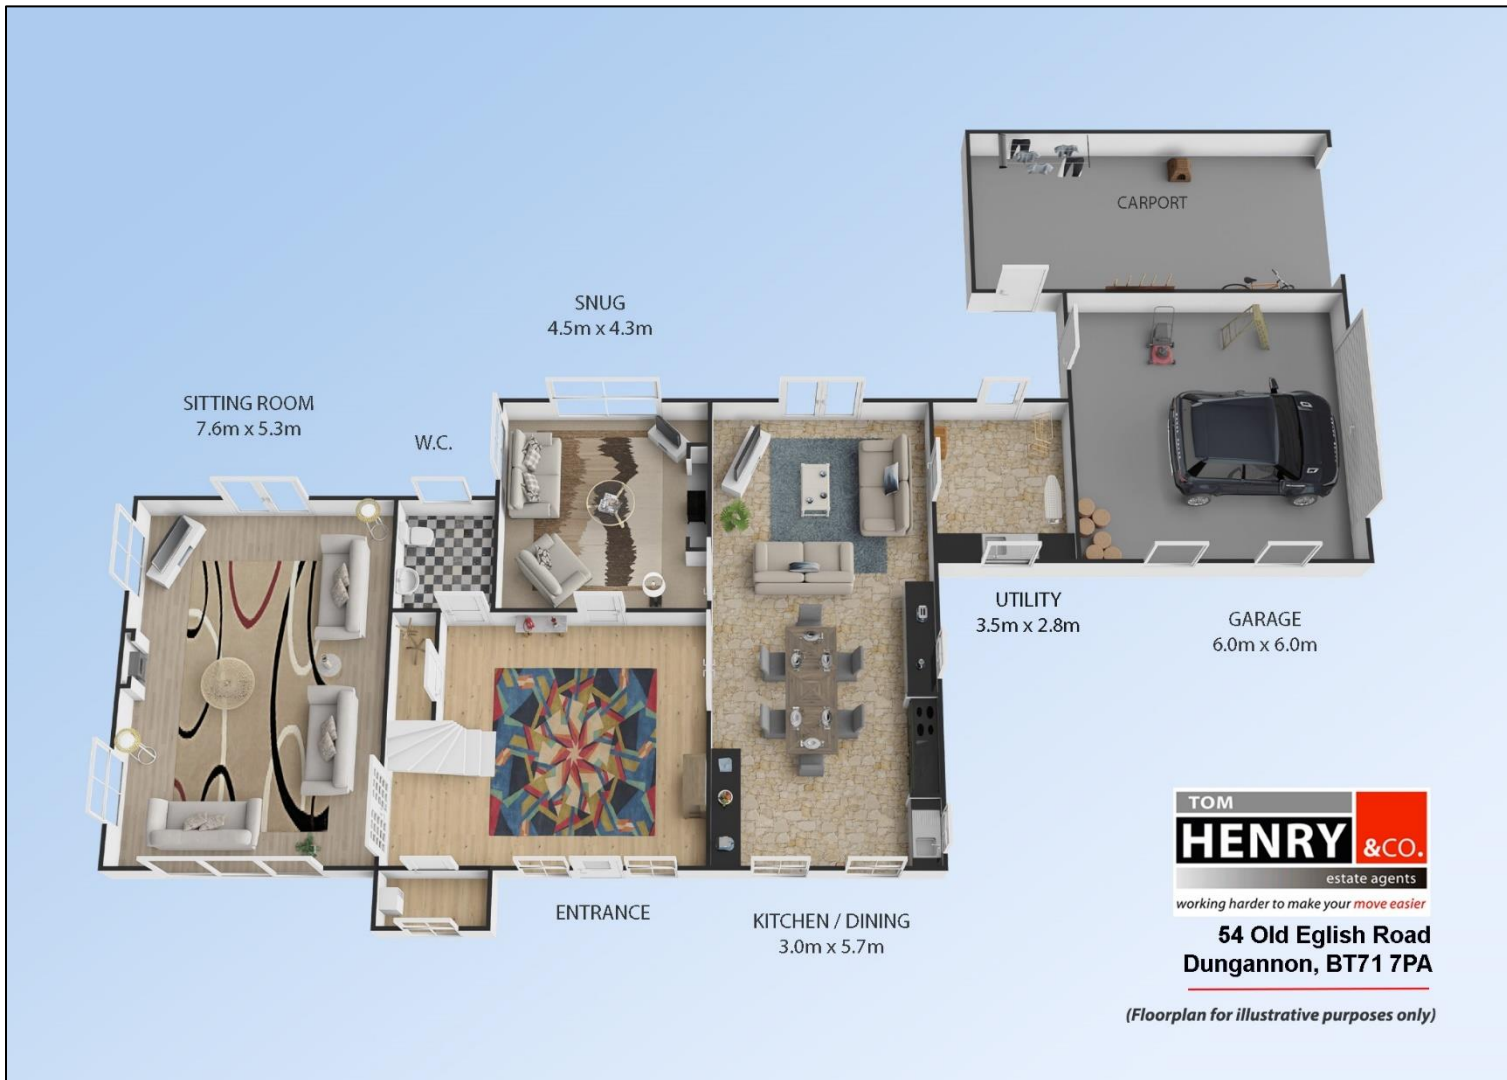 CARPORT
SNUG
4.5m x 4.3m
SITTING ROOM
7.6m x 5.3m
W.C.
UTILITY
3.5m x 2.8m
GARAGE
6.0m x 6.0m
ENTRANCE
KITCHEN / DINING
3.0m x 5.7m
TOM
HENRY &CO.
estate agents
working harder to make your move easier
54 Old Eglish Road
Dungannon, BT71 7PA
(Floorplan for illustrative purposes only)